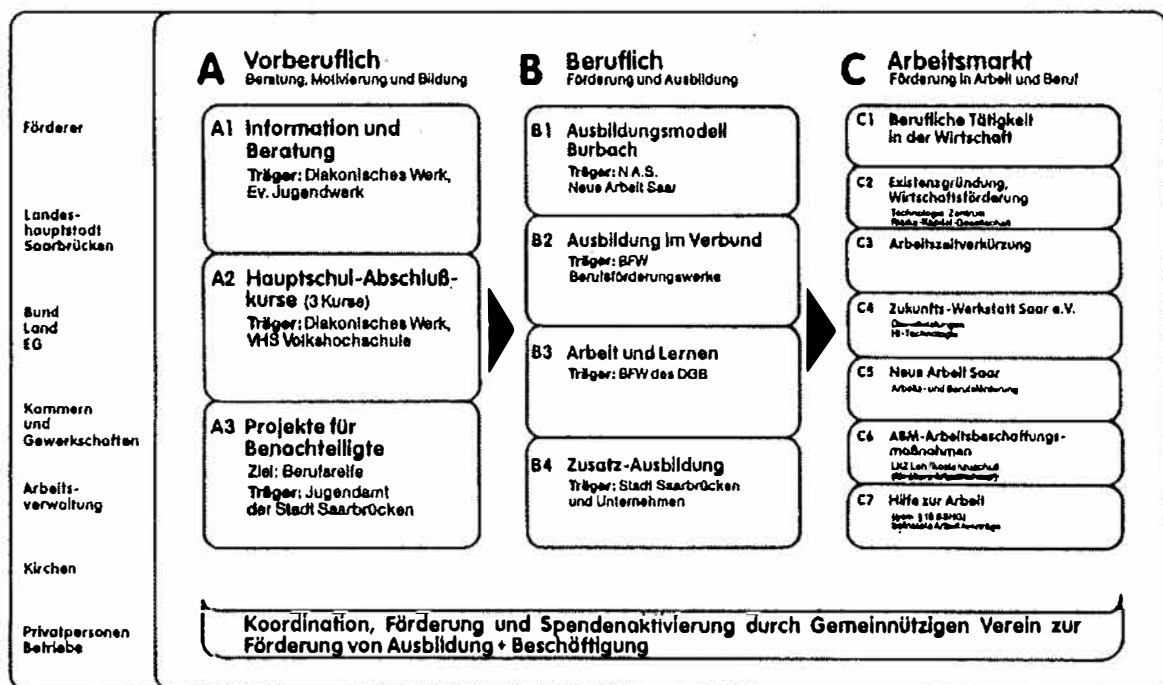 Förderer
Landes-
hauptstadt
Saarbrücken
Bund
Land
EG
Kammern
und
Gewerkschaften
Arbeits-
verwaltung
Kirchen
Privatpersonen
Betriebe
A Vorberuflich
Beratung, Motivierung und Bildung
A1 Information und
Beratung
Träger: Diakonisches Werk,
Ev. Jugendwerk
A2 Hauptschul-Abschluß-
kurse (3 Kurse)
Träger: Diakonisches Werk,
VHS Volkshochschule
A3 Projekte für
Benachteiligte
Ziel: Berufsreife
Träger: Jugendamt
der Stadt Saarbrücken
B Beruflich
Förderung und Ausbildung
B1 Ausbildungsmodell
Burbach
Träger: N.A.S.
Neue Arbeit Saar
B2 Ausbildung im Verbund
Träger: BFW
Berufsförderungswerke
B3 Arbeit und Lernen
Träger: BFW des DGB
B4 Zusatz-Ausbildung
Träger: Stadt Saarbrücken
und Unternehmen
C Arbeitsmarkt
Förderung in Arbeit und Beruf
C1 Berufliche Tätigkeit
in der Wirtschaft
C2 Existenzgründung,
Wirtschaftsförderung
Technologie Zentrum
C3 Arbeitszeitverkürzung
C4 Zukunfts-Werkstatt Saar e.V.
C5 Neue Arbeit Saar
Arbeits- und Berufsförderung
C6 ABM-Arbeitsbeschaffungs-
maßnahmen
C7 Hilfe zur Arbeit
Koordination, Förderung und Spendenaktivierung durch Gemeinnützigen Verein zur
Förderung von Ausbildung + Beschäftigung